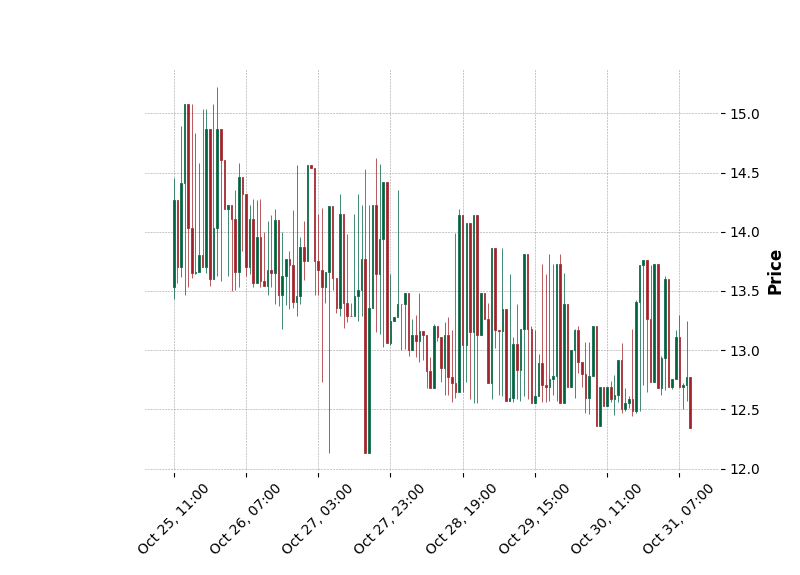 15.0
14.5
14.0
13.5
13.0
12.5
12.0
Price
Oct 25, 11:00
Oct 26, 07:00
Oct 27, 03:00
Oct 27, 23:00
Oct 28, 19:00
Oct 29, 15:00
Oct 30, 11:00
Oct 31, 07:00